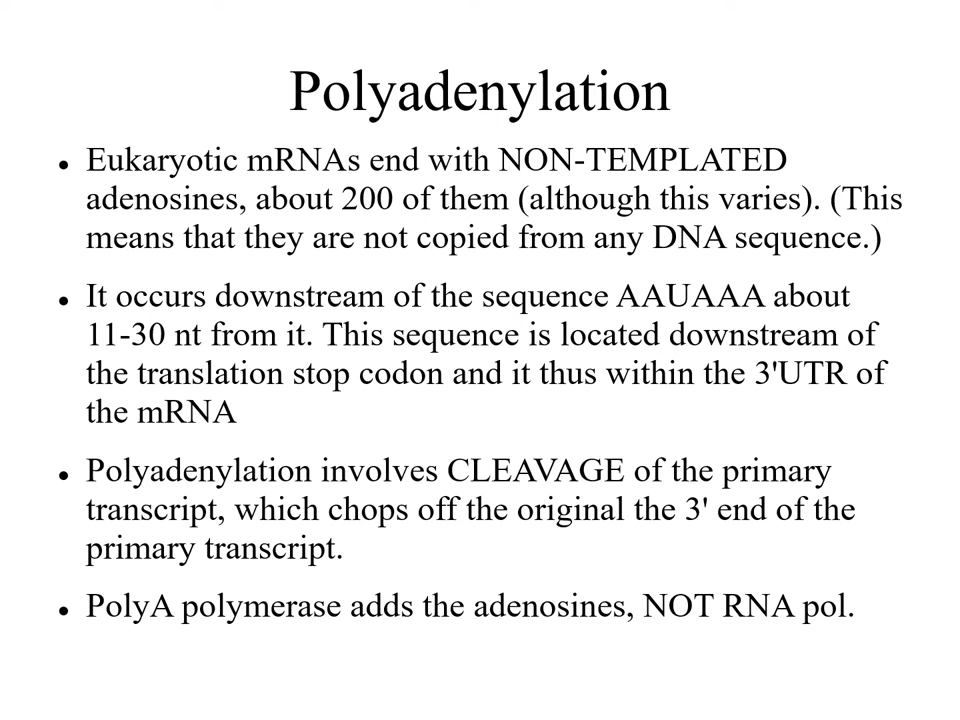 Polyadenylation
● Eukaryotic mRNAs end with NON-TEMPLATED
adenosines, about 200 of them (although this varies). (This
means that they are not copied from any DNA sequence.)
● It occurs downstream of the sequence AAUAAA about
11-30 nt from it. This sequence is located downstream of
the translation stop codon and it thus within the 3'UTR of
the mRNA
● Polyadenylation involves CLEAVAGE of the primary
transcript, which chops off the original the 3' end of the
primary transcript.
● PolyA polymerase adds the adenosines, NOT RNA pol.